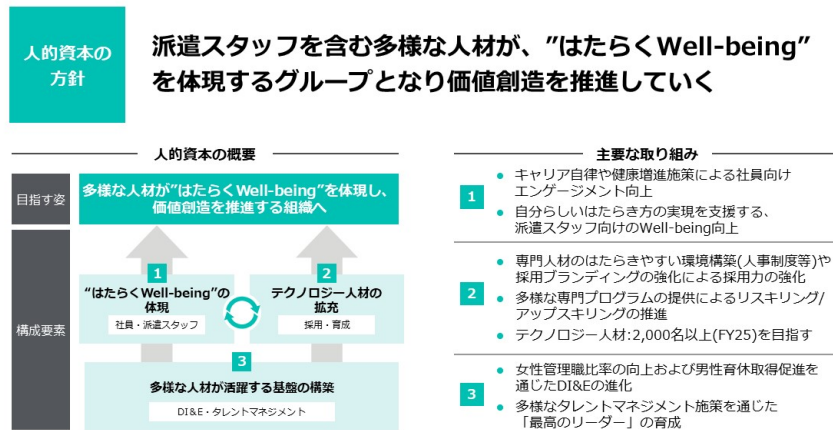 人的資本の
方針
派遣スタッフを含む多様な人材が、”はたらくWell-being”
を体現するグループとなり価値創造を推進していく
人的資本の概要
目指す姿
多様な人材が”はたらくWell-being”を体現し、
価値創造を推進する組織へ
構成要素
1
“はたらくWell-being”の
体現
社員・派遣スタッフ
2
テクノロジー人材の
拡充
採用・育成
3
多様な人材が活躍する基盤の構築
DI&E・タレントマネジメント
主要な取り組み
1
• キャリア自律や健康増進施策による社員向け
エンゲージメント向上
• 自分らしいはたらき方の実現を支援する、
派遣スタッフ向けのWell-being向上
2
• 専門人材のはたらきやすい環境構築(人事制度等)や
採用ブランディングの強化による採用力の強化
• 多様な専門プログラムの提供によるリスキリング/
アップスキリングの推進
• テクノロジー人材:2,000名以上(FY25)を目指す
3
• 女性管理職比率の向上および男性育休取得促進を
通じたDI&Eの進化
• 多様なタレントマネジメント施策を通じた
「最高のリーダー」の育成